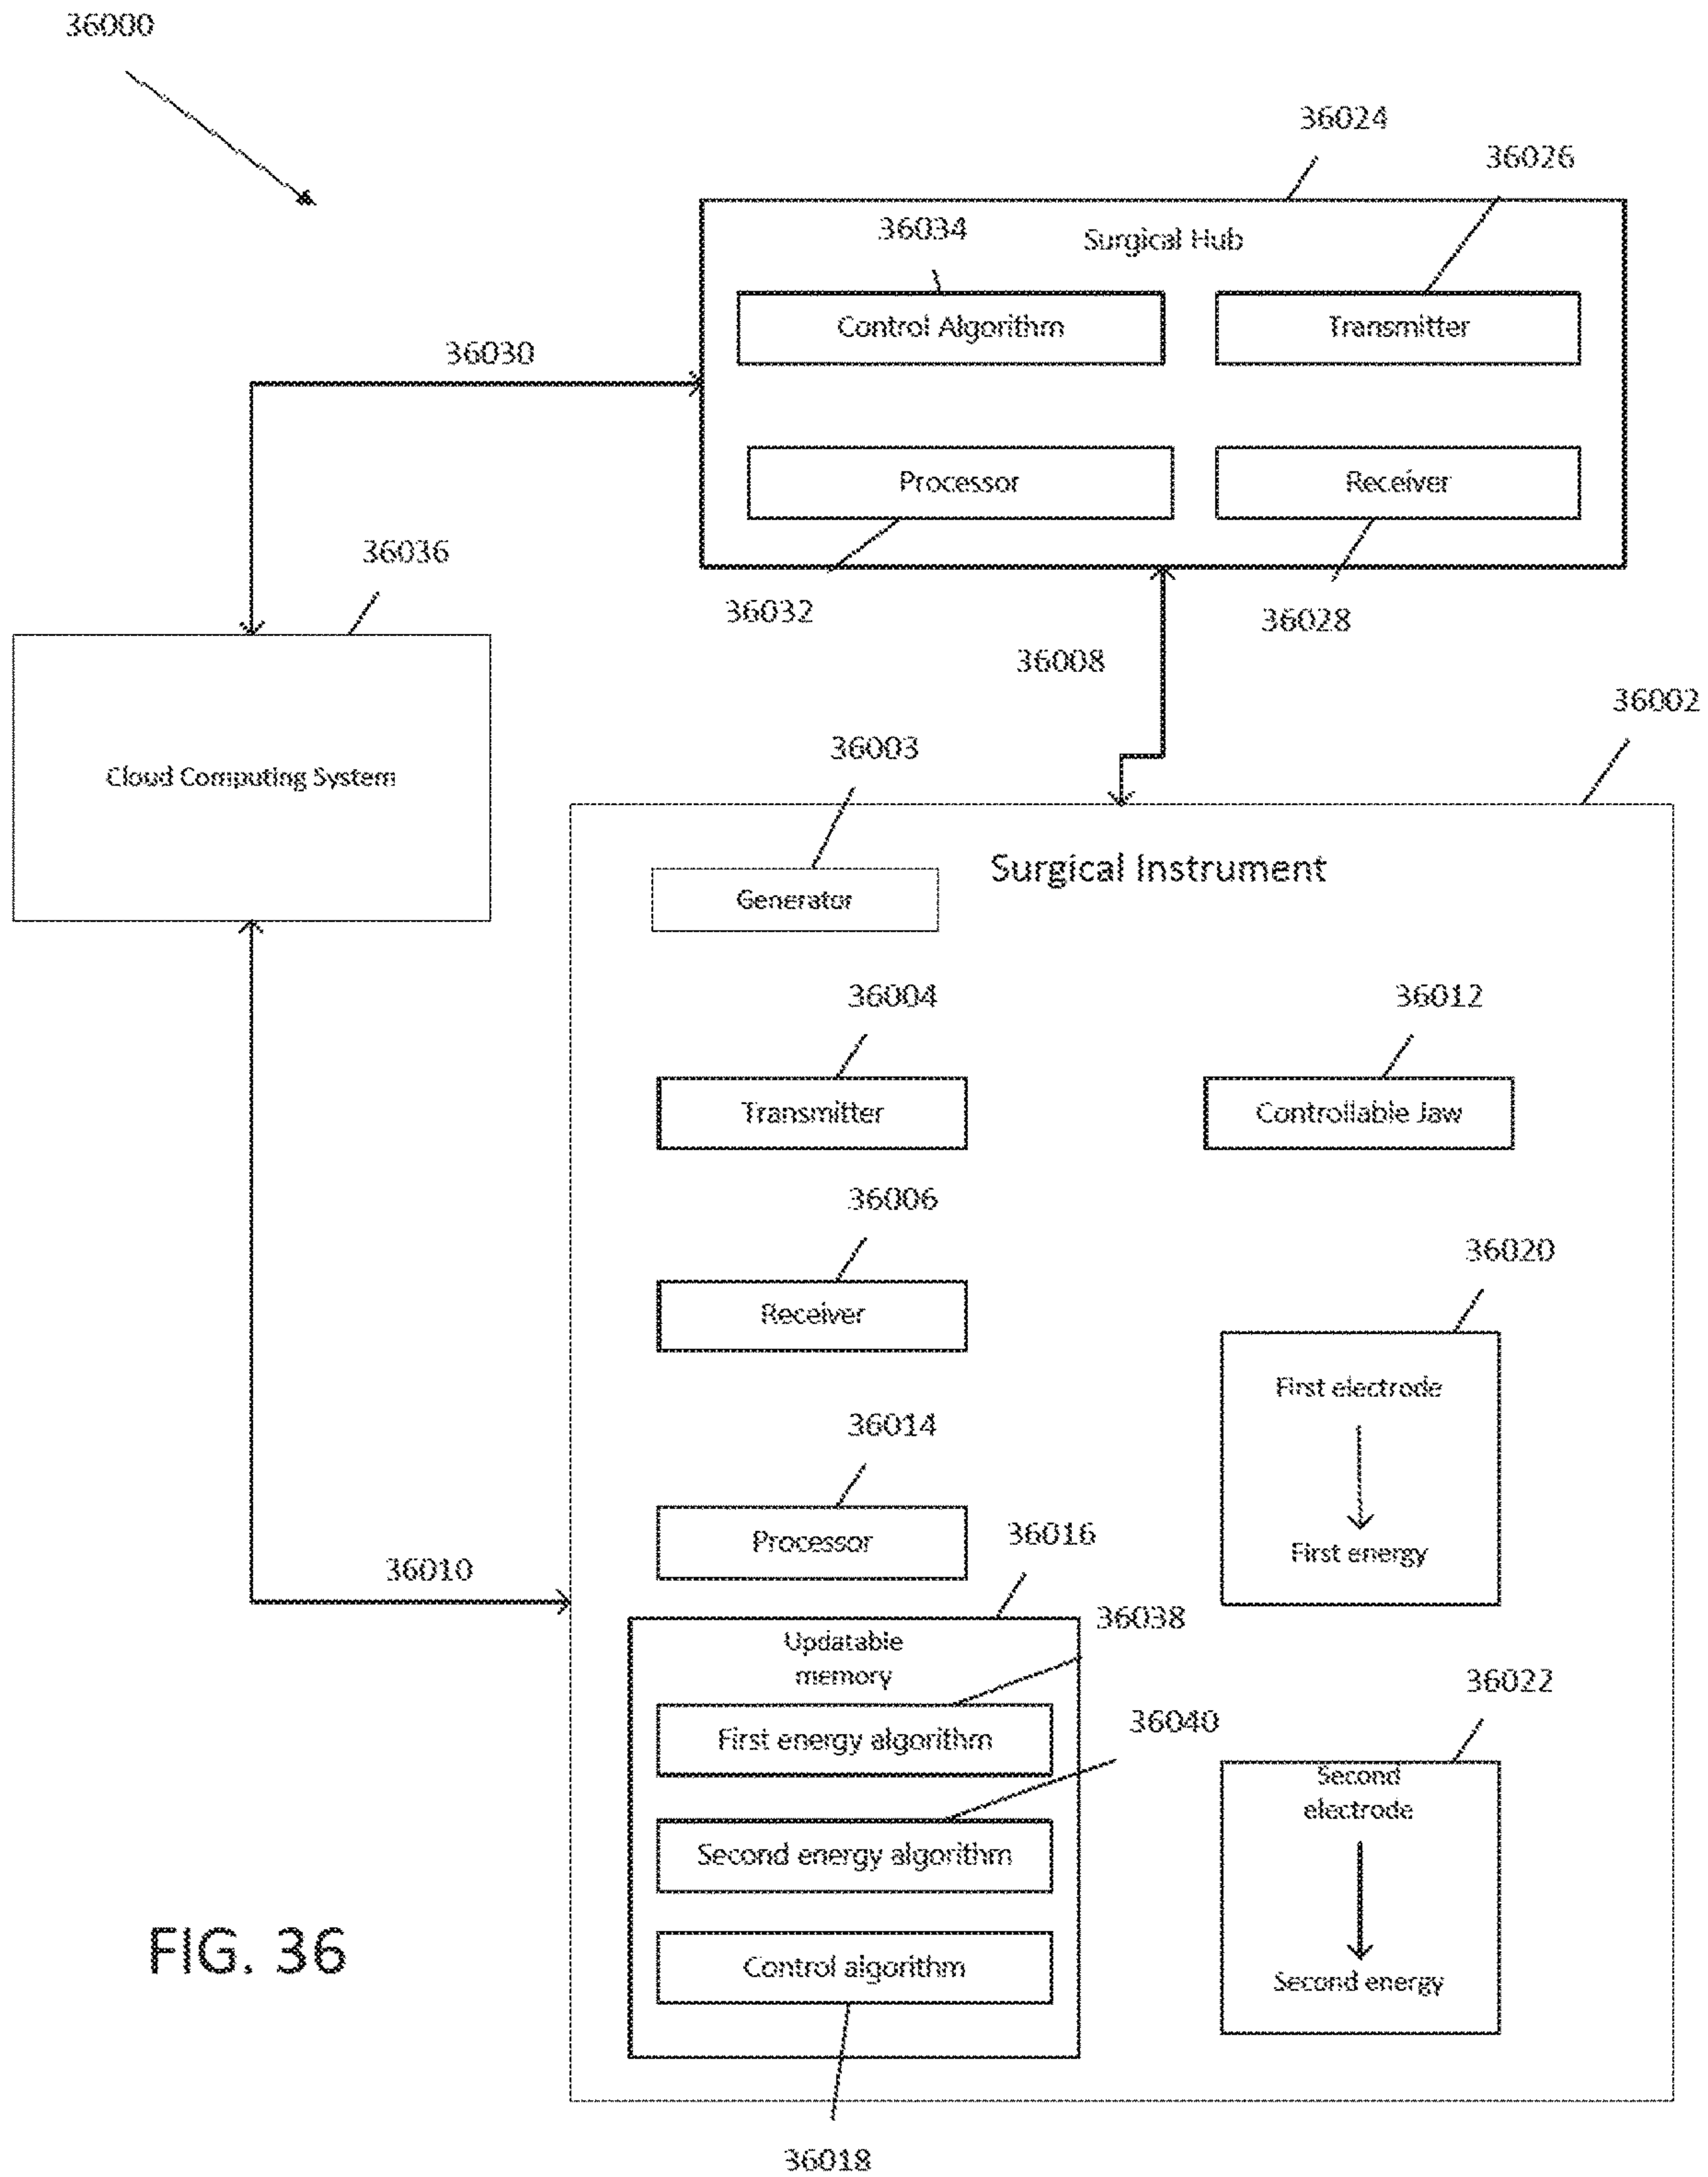 36000
36024
36026
36034
Surgical Hub
Control Algorithm
Transmitter
36030
Processor
Receiver
36036
36032
36028
36008
36002
36003
Cloud Computing System
Surgical Instrument
Generator
36004
36012
Transmitter
Controllable Jaw
36006
36020
Receiver
First electrode
36014
36016
Processor
First energy
36010
36038
Updatable
memory
36022
36040
First energy algorithm
Second
electrode
Second energy algorithm
FIG. 36
Control algorithm
Second energy
36018